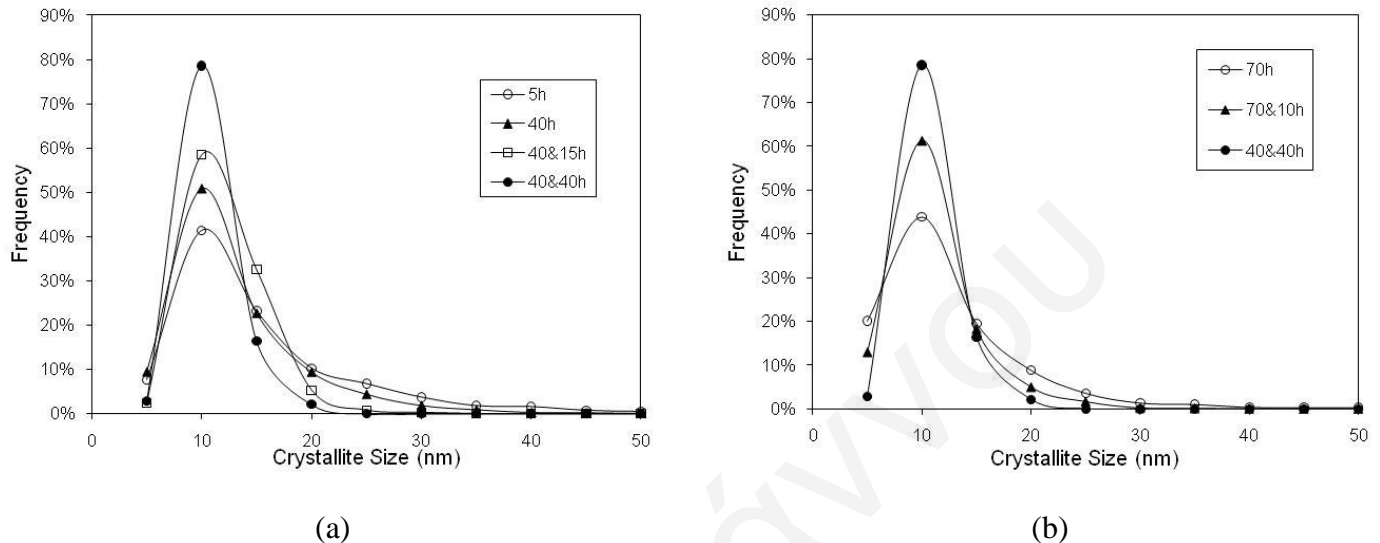 90%
80%
70%
60%
50%
40%
30%
20%
10%
0%
Frequency
0 10 20 30 40 50
Crystallite Size (nm)
5h
40h
40&15h
40&40h
(a)
90%
80%
70%
60%
50%
40%
30%
20%
10%
0%
Frequency
0 10 20 30 40 50
Crystallite Size (nm)
70h
70&10h
40&40h
(b)
άννου